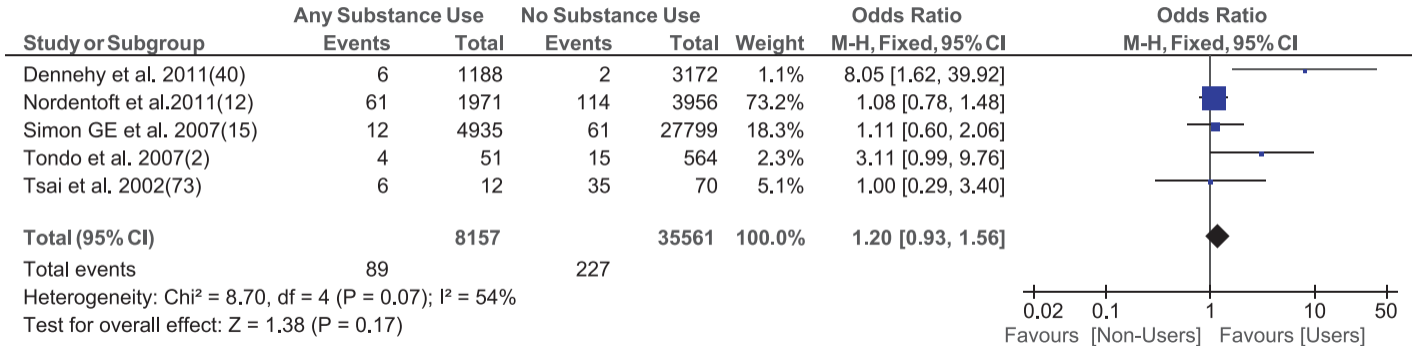 Any Substance Use No Substance Use Odds Ratio Odds Ratio
Study or Subgroup Events Total Events Total Weight M-H, Fixed, 95% CI M-H, Fixed, 95% CI
Dennehy et al. 2011(40) 6 1188 2 3172 1.1% 8.05 [1.62, 39.92]
Nordentoft et al.2011(12) 61 1971 114 3956 73.2% 1.08 [0.78, 1.48]
Simon GE et al. 2007(15) 12 4935 61 27799 18.3% 1.11 [0.60, 2.06]
Tondo et al. 2007(2) 4 51 15 564 2.3% 3.11 [0.99, 9.76]
Tsai et al. 2002(73) 6 12 35 70 5.1% 1.00 [0.29, 3.40]
Total (95% CI) 8157 35561 100.0% 1.20 [0.93, 1.56]
Total events 89 227
Heterogeneity: Chi² = 8.70, df = 4 (P = 0.07); I² = 54%
Test for overall effect: Z = 1.38 (P = 0.17)
0.02 0.1 1 10 50
Favours [Non-Users] Favours [Users]